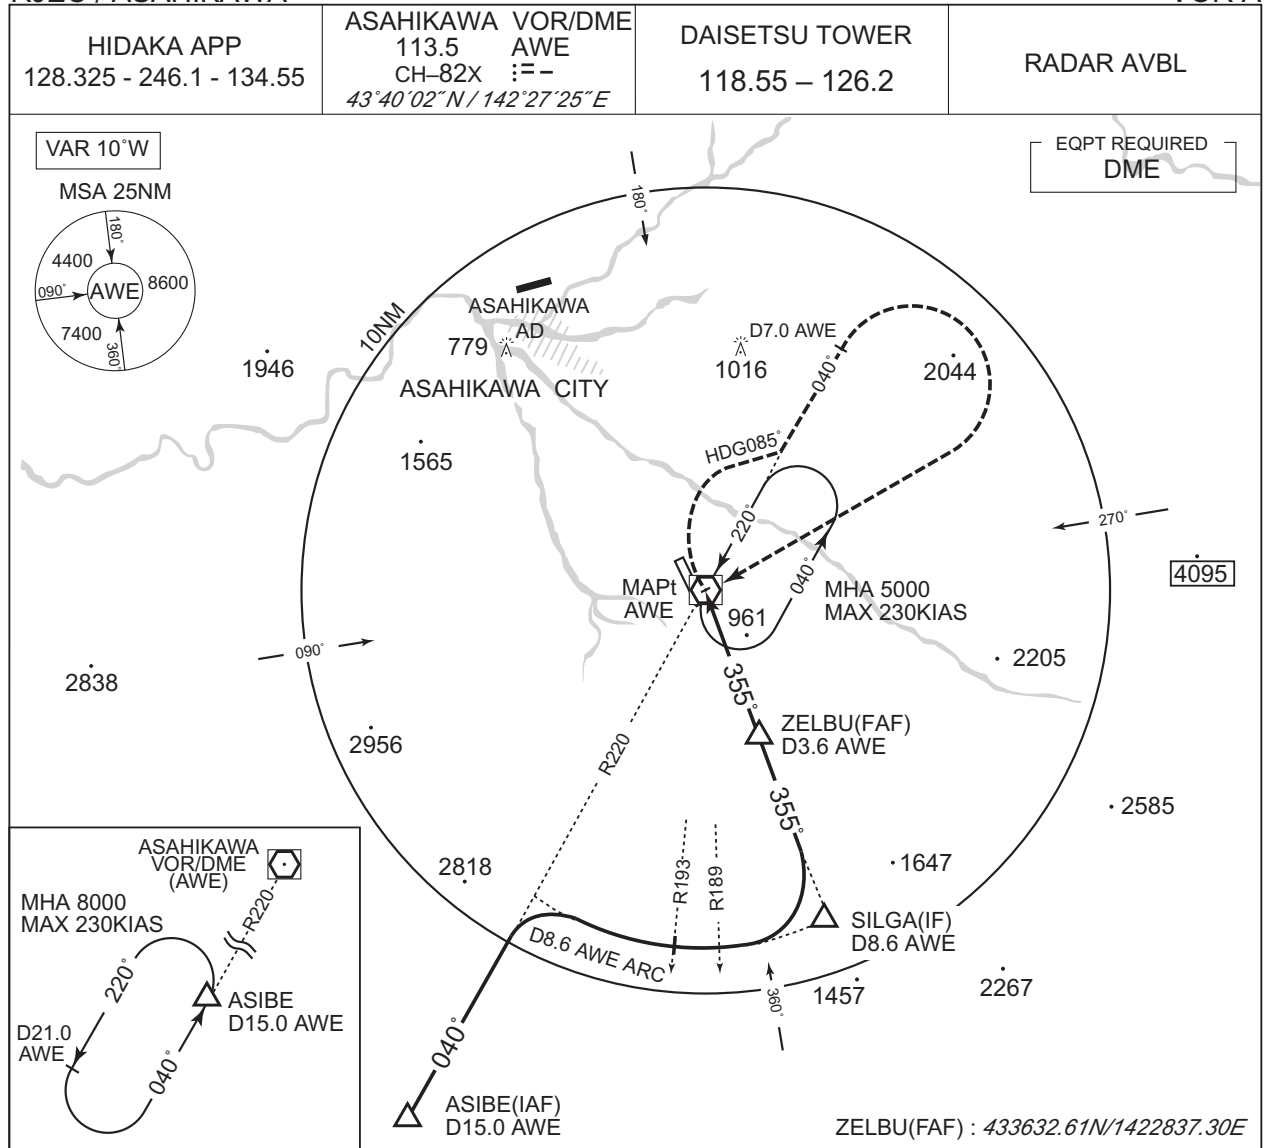 HIDAKA APP
128.325 - 246.1 - 134.55
ASAHIKAWA VOR/DME
113.5 AWE
CH–82X
43°40′02″N / 142°27′25″E
DAISETSU TOWER
118.55 – 126.2
RADAR AVBL
VAR 10°W
EQPT REQUIRED
DME
MSA 25NM
180°
4400
AWE
8600
090°
7400
360°
180°
10NM
ASAHIKAWA
AD
779
ASAHIKAWA CITY
1946
1565
D7.0 AWE
1016
040°
2044
HDG085°
220°
040°
270°
4095
MAPt
AWE
961
MHA 5000
MAX 230KIAS
090°
2838
2956
2205
355°
ZELBU(FAF)
D3.6 AWE
R220
355°
2585
2818
R193
R189
1647
SILGA(IF)
D8.6 AWE
D8.6 AWE ARC
360°
1457
2267
040°
ASIBE(IAF)
D15.0 AWE
ASAHIKAWA
VOR/DME
(AWE)
MHA 8000
MAX 230KIAS
R220
220°
ASIBE
D15.0 AWE
D21.0
AWE
040°
ZELBU(FAF) : 433632.61N/1422837.30E